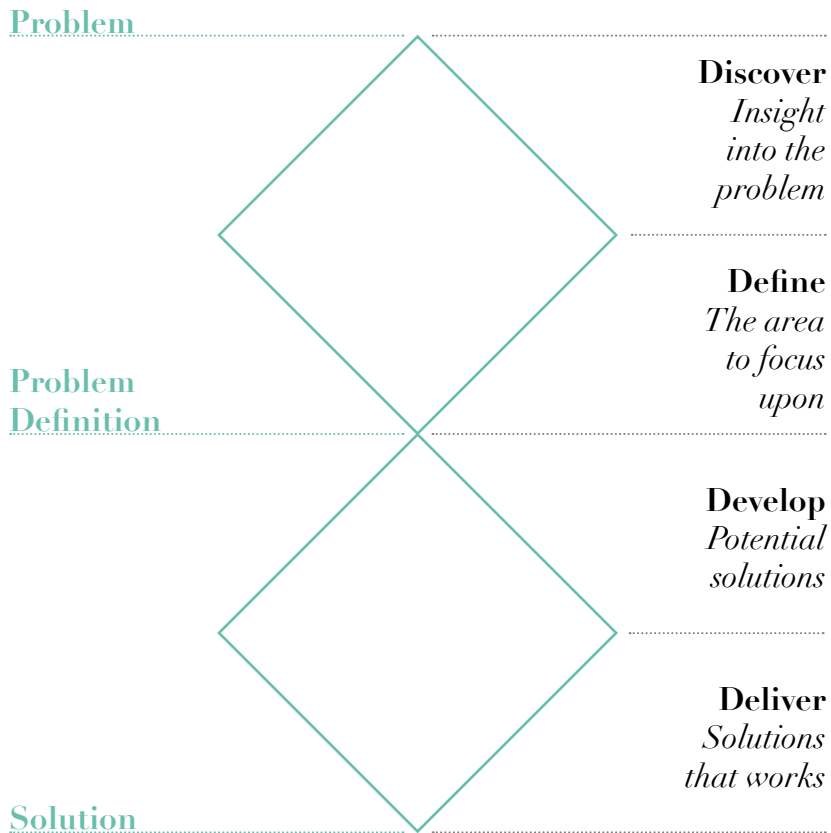 Problem
Discover
Insight
into the
problem
Define
The area
to focus
upon
Problem
Definition
Develop
Potential
solutions
Deliver
Solutions
that works
Solution